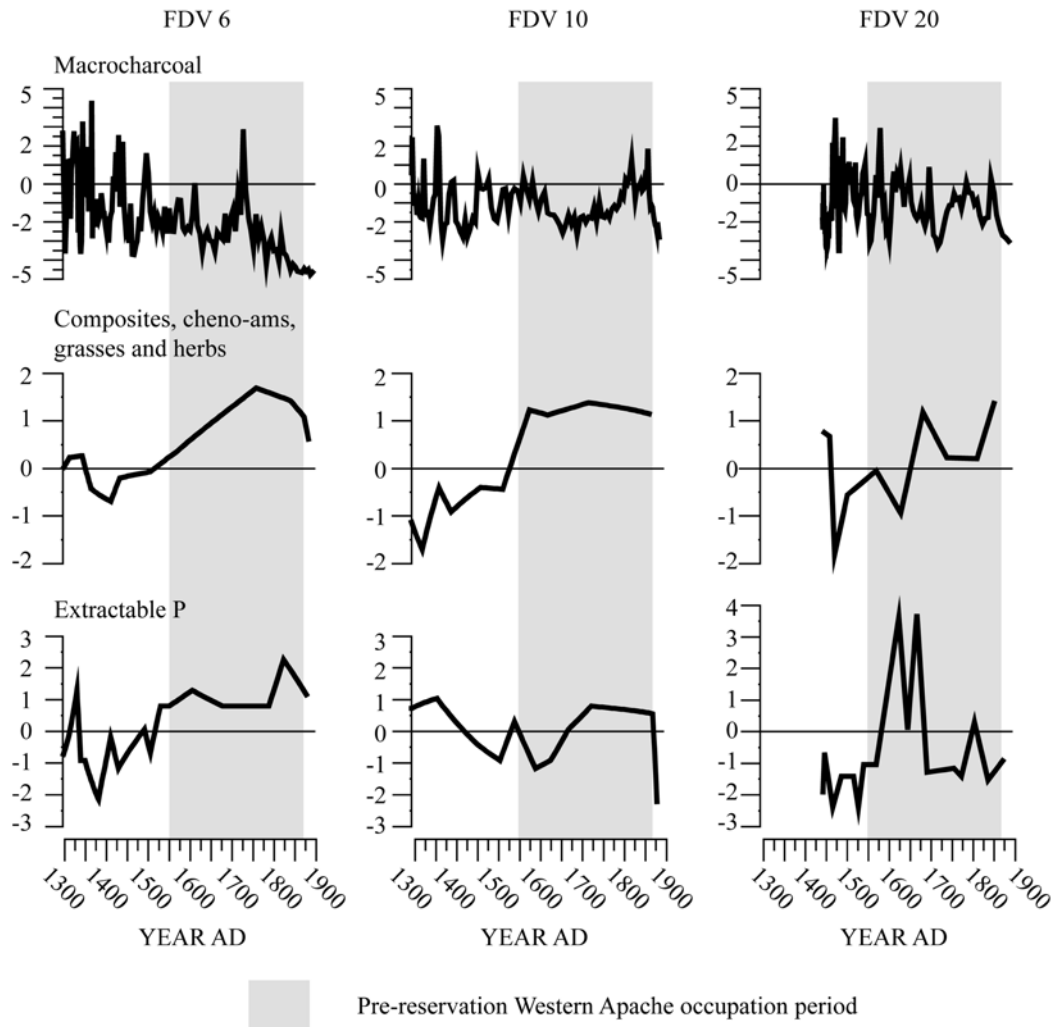 FDV 6 FDV 10 FDV 20
Macrocharcoal
5 5 5
2 2 2
0 0 0
-2 -2 -2
-5 -5 -5
Composites, cheno-ams,
grasses and herbs
2 2 2
1 1 1
0 0 0
-1 -1 -1
-2 -2 -2
Extractable P
3 3 4
2 2 3
1 1 2
0 0 1
-1 -1 0
-2 -2 -1
-3 -3 -2
-3
1300 1400 1500 1600 1700 1800 1900 1300 1400 1500 1600 1700 1800 1900 1300 1400 1500 1600 1700 1800 1900
YEAR AD YEAR AD YEAR AD
Pre-reservation Western Apache occupation period